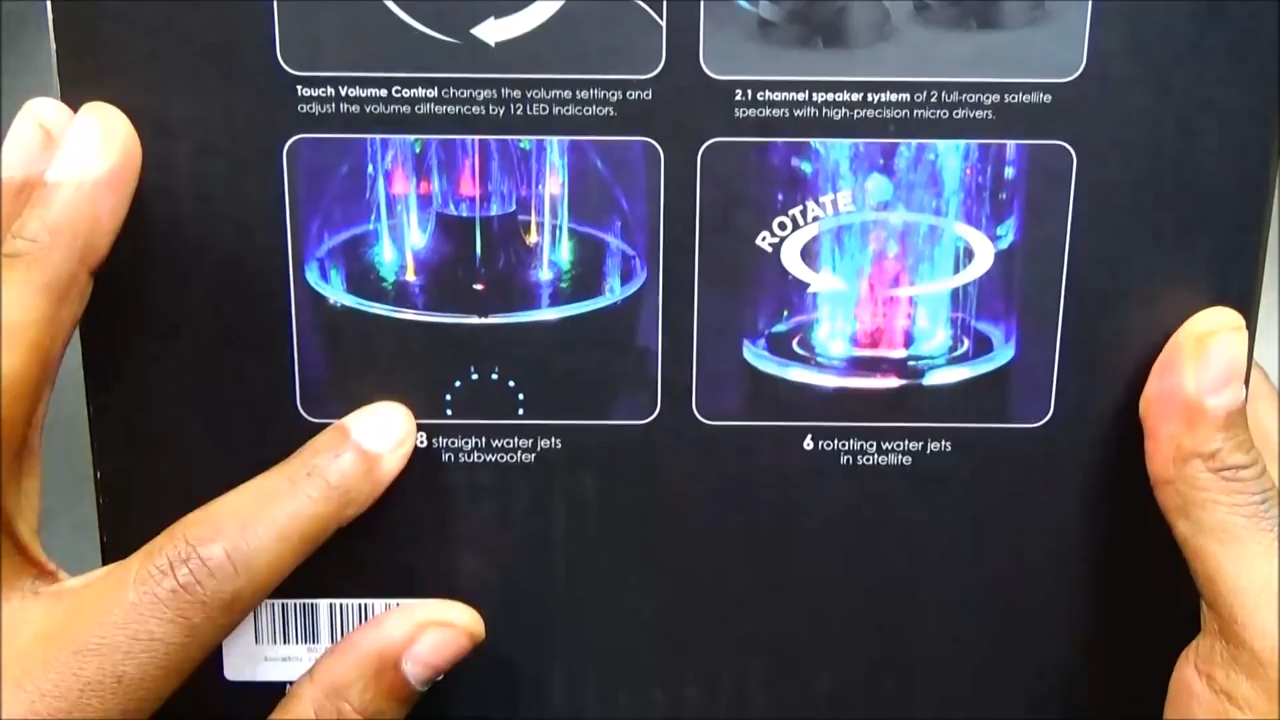 Touch Volume Control changes the volume settings and
adjust the volume differences by 12 LED indicators.
2.1 channel speaker system of 2 full-range satellite
speakers with high-precision micro drivers.
ROTATE
8 straight water jets
in subwoofer
6 rotating water jets
in satellite